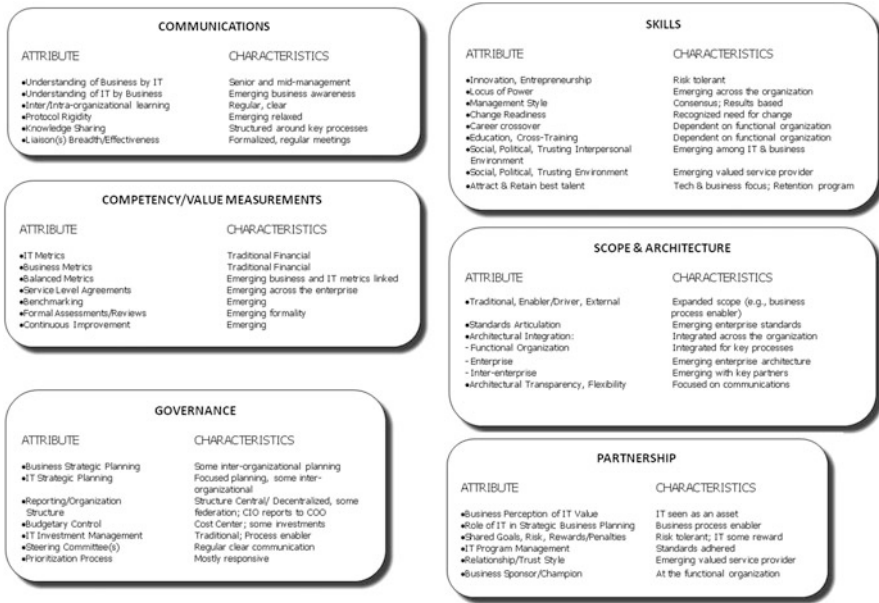 COMMUNICATIONS
ATTRIBUTE CHARACTERISTICS
•Understanding of Business by IT Senior and mid-management
•Understanding of IT by Business Emerging business awareness
•Inter/Intra-organizational learning Regular, clear
•Protocol Rigidity Emerging relaxed
•Knowledge Sharing Structured around key processes
•Liaison(s) Breadth/Effectiveness Formalized, regular meetings
COMPETENCY/VALUE MEASUREMENTS
ATTRIBUTE CHARACTERISTICS
•IT Metrics Traditional Financial
•Business Metrics Traditional Financial
•Balanced Metrics Emerging business and IT metrics linked
•Service Level Agreements Emerging across the enterprise
•Benchmarking Emerging
•Formal Assessments/Reviews Emerging formality
•Continuous Improvement Emerging
GOVERNANCE
ATTRIBUTE CHARACTERISTICS
•Business Strategic Planning Some inter-organizational planning
•IT Strategic Planning Focused planning, some inter-
organizational
•Reporting/Organization Structure Central/ Decentralized, some
Structure federation; CIO reports to COO
•Budgetary Control Cost Center; some investments
•IT Investment Management Traditional; Process enabler
•Steering Committee(s) Regular clear communication
•Prioritization Process Mostly responsive
SKILLS
ATTRIBUTE CHARACTERISTICS
•Innovation, Entrepreneurship Risk tolerant
•Locus of Power Emerging across the organization
•Management Style Consensus; Results based
•Change Readiness Recognized need for change
•Career crossover Dependent on functional organization
•Education, Cross-Training Dependent on functional organization
•Social, Political, Trusting Interpersonal Emerging among IT & business
Environment
•Social, Political, Trusting Environment Emerging valued service provider
•Attract & Retain best talent Tech & business focus; Retention program
SCOPE & ARCHITECTURE
ATTRIBUTE CHARACTERISTICS
•Traditional, Enabler/Driver, External Expanded scope (e.g., business
process enabler)
•Standards Articulation Emerging enterprise standards
•Architectural Integration: Integrated across the organization
- Functional Organization Integrated for key processes
- Enterprise Emerging enterprise architecture
- Inter-enterprise Emerging with key partners
•Architectural Transparency, Flexibility Focused on communications
PARTNERSHIP
ATTRIBUTE CHARACTERISTICS
•Business Perception of IT Value IT seen as an asset
•Role of IT in Strategic Business Planning Business process enabler
•Shared Goals, Risk, Rewards/Penalties Risk tolerant; IT some reward
•IT Program Management Standards adhered
•Relationship/Trust Style Emerging valued service provider
•Business Sponsor/Champion At the functional organization